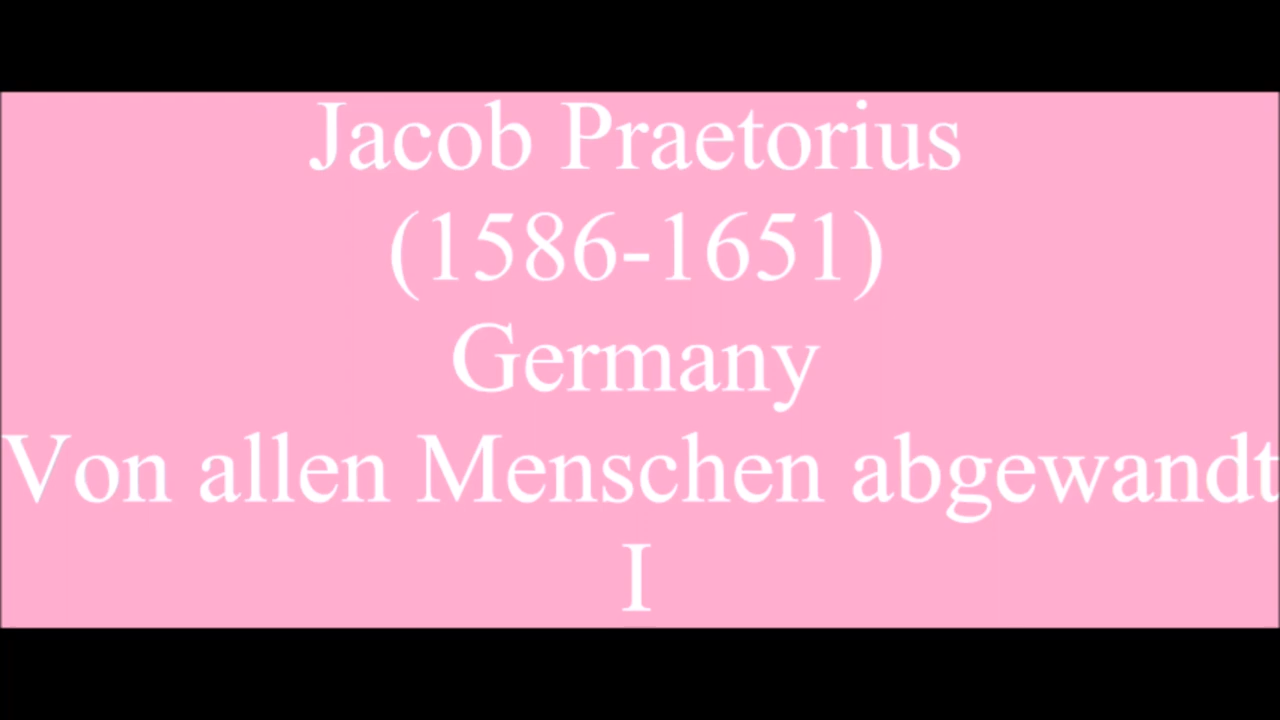 Jacob Praetorius
(1586-1651)
Germany
Von allen Menschen abgewandt
I